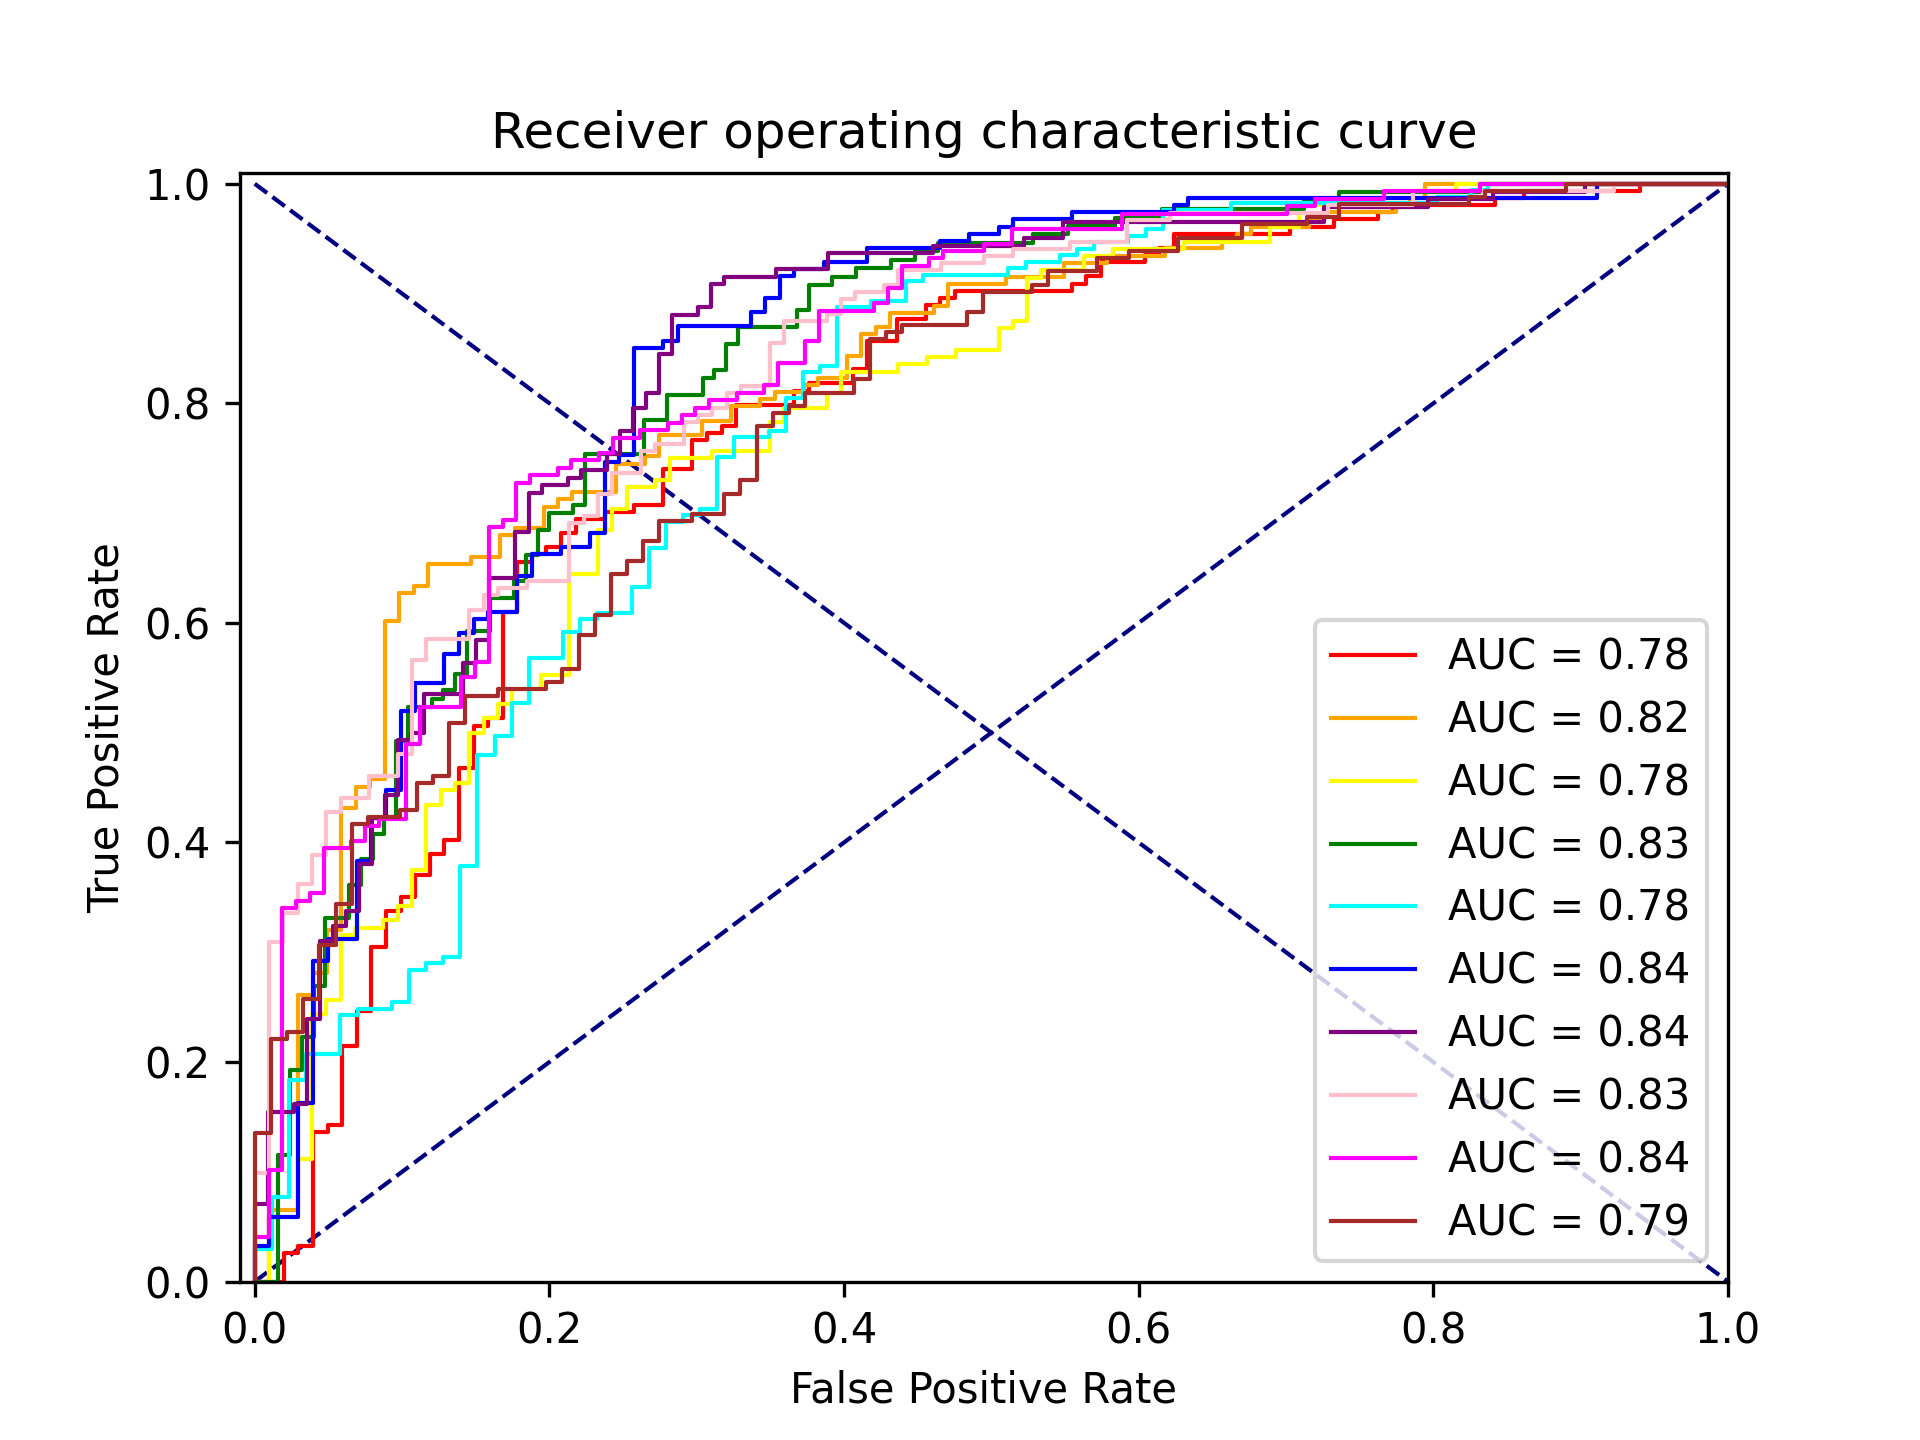 Receiver operating characteristic curve
1.0
0.8
0.6
0.4
0.2
0.0
True Positive Rate
AUC = 0.78
AUC = 0.82
AUC = 0.78
AUC = 0.83
AUC = 0.78
AUC = 0.84
AUC = 0.84
AUC = 0.83
AUC = 0.84
AUC = 0.79
0.0 0.2 0.4 0.6 0.8 1.0
False Positive Rate